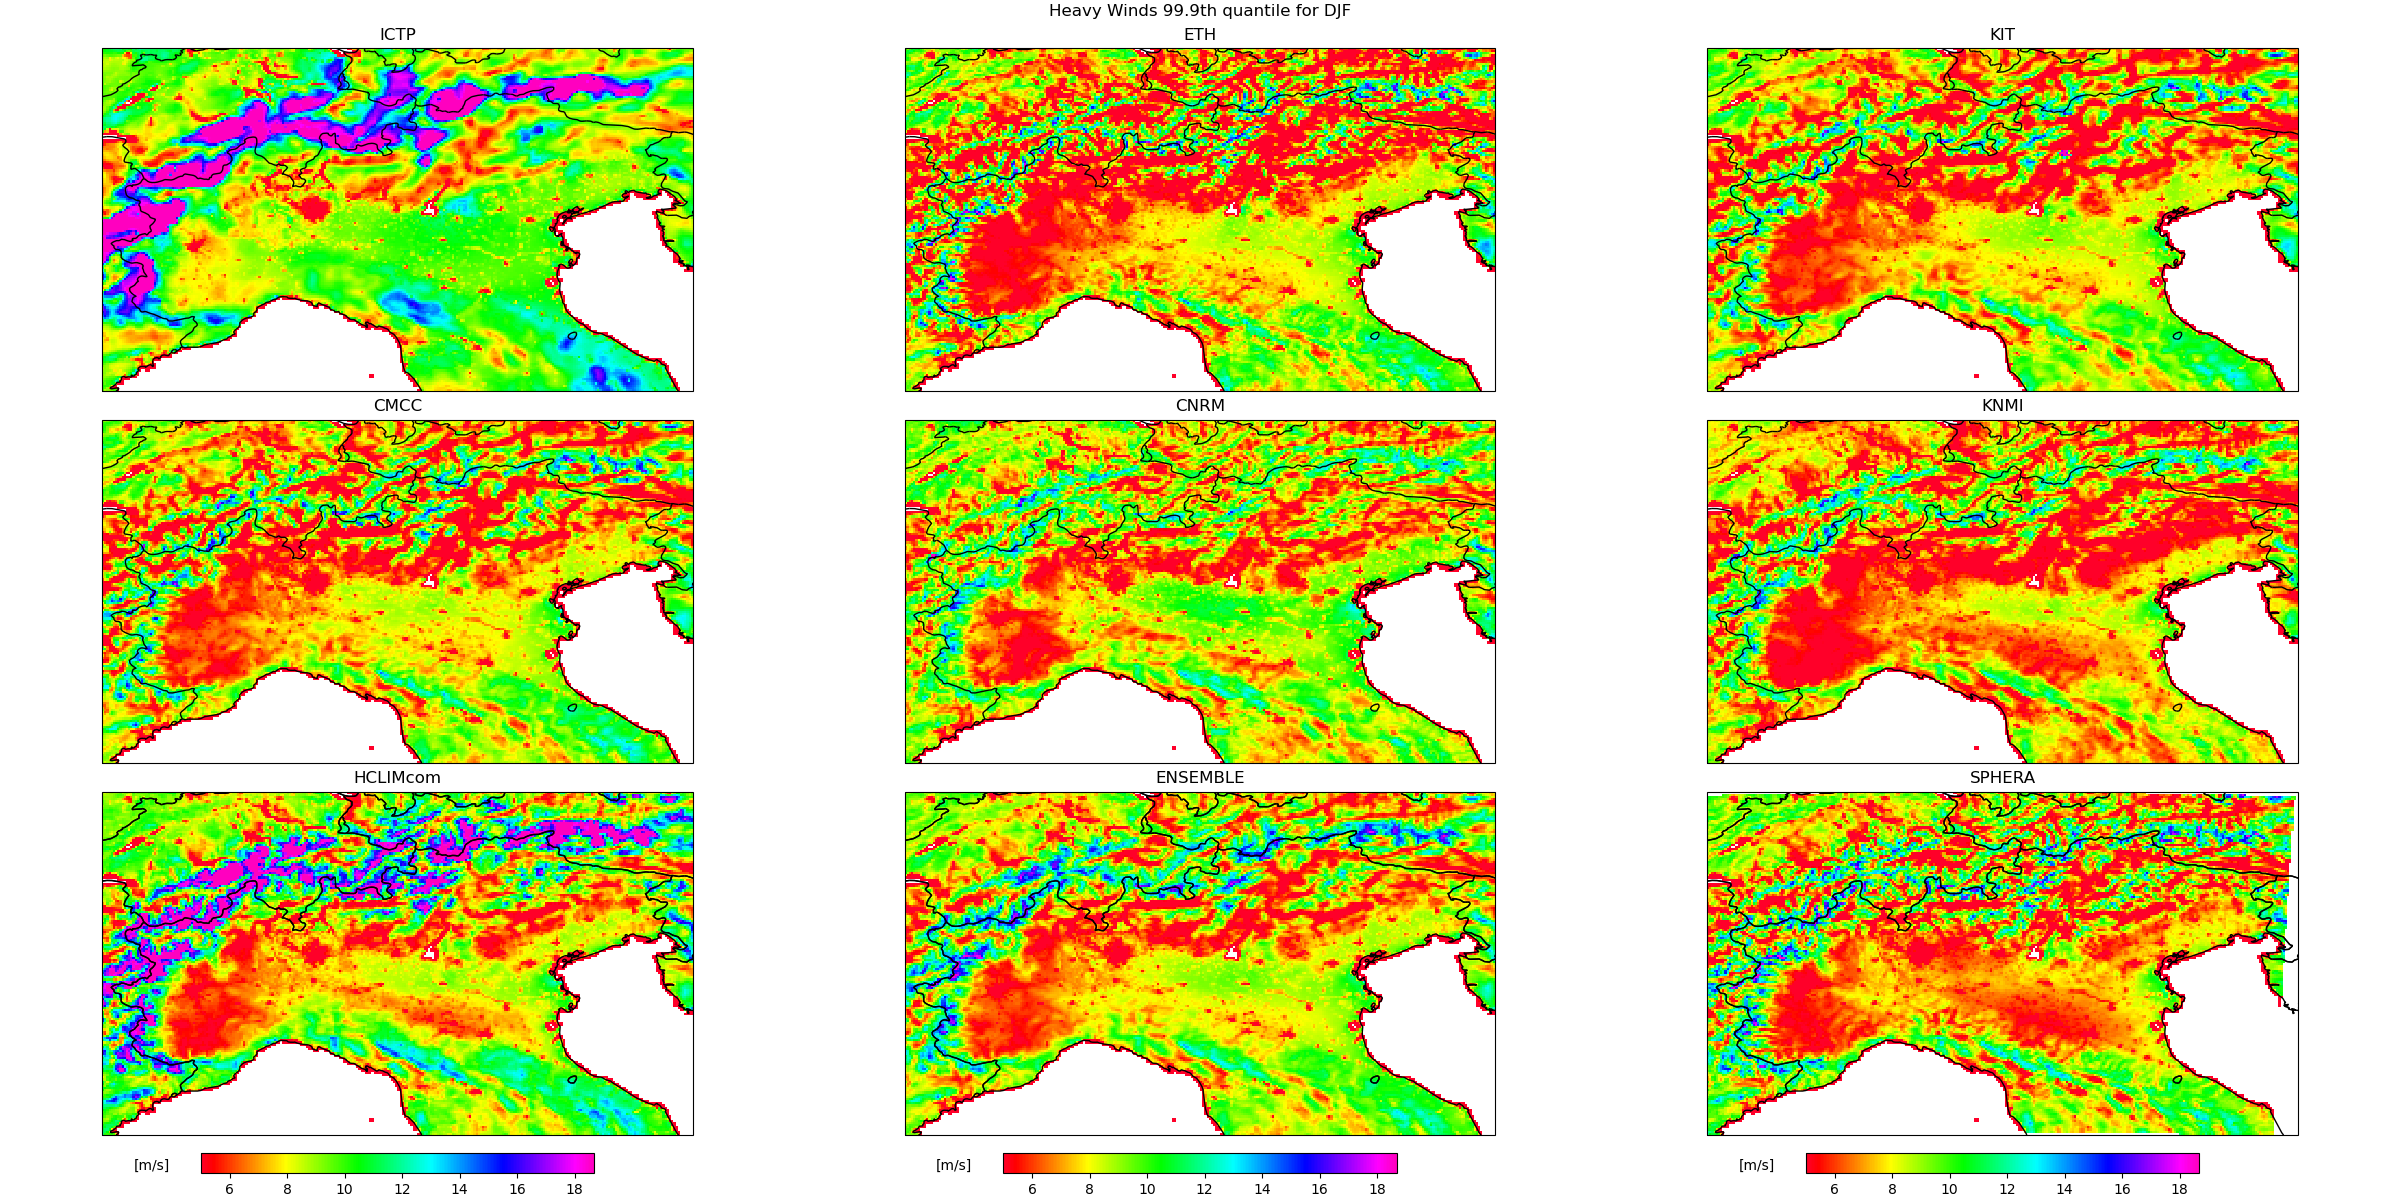 Heavy Winds 99.9th quantile for DJF
ICTP
ETH
KIT
CMCC
CNRM
KNMI
HCLIMcom
ENSEMBLE
SPHERA
[m/s]
6 8 10 12 14 16 18
[m/s]
6 8 10 12 14 16 18
[m/s]
6 8 10 12 14 16 18